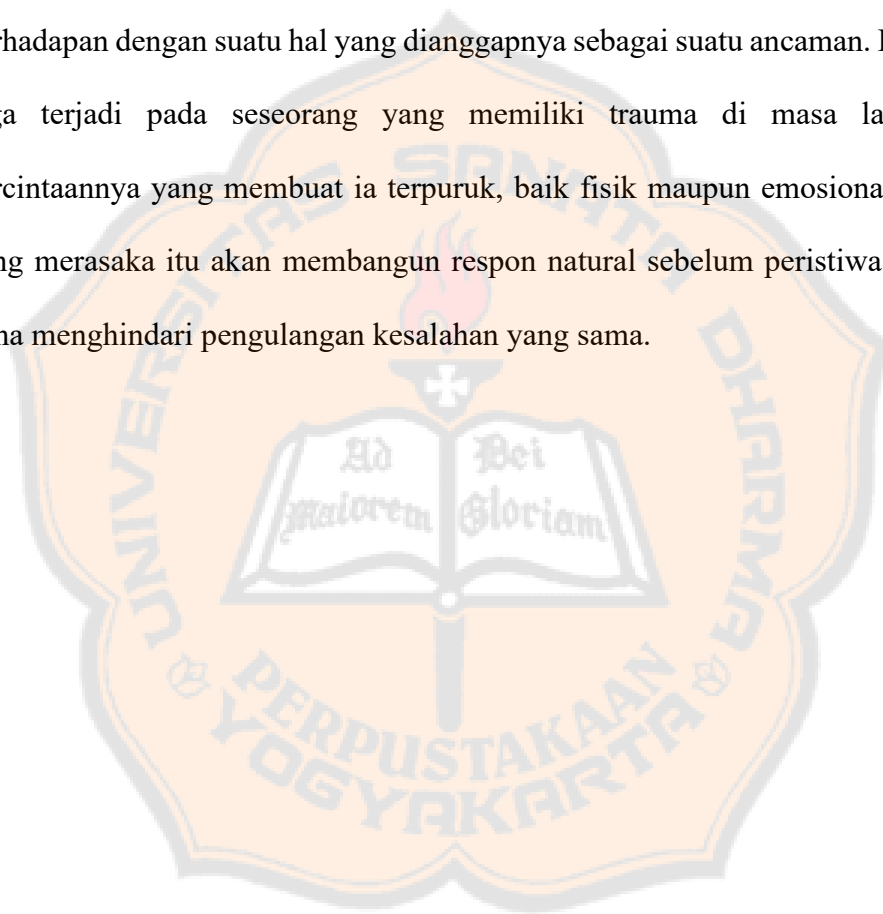 rhadapan dengan suatu hal yang dianggapnya sebagai suatu ancaman.
ga terjadi pada seseorang yang memiliki trauma di masa la
rcintaannya yang membuat ia terpuruk, baik fisik maupun emosiona
ng merasaka itu akan membangun respon natural sebelum peristiwa
na menghindari pengulangan kesalahan yang sama.
UNIVERSITAS SANATA DHARMA
Ad Dei
maiorem Gloriam
PERPUSTAKAAN
YOGYAKARTA